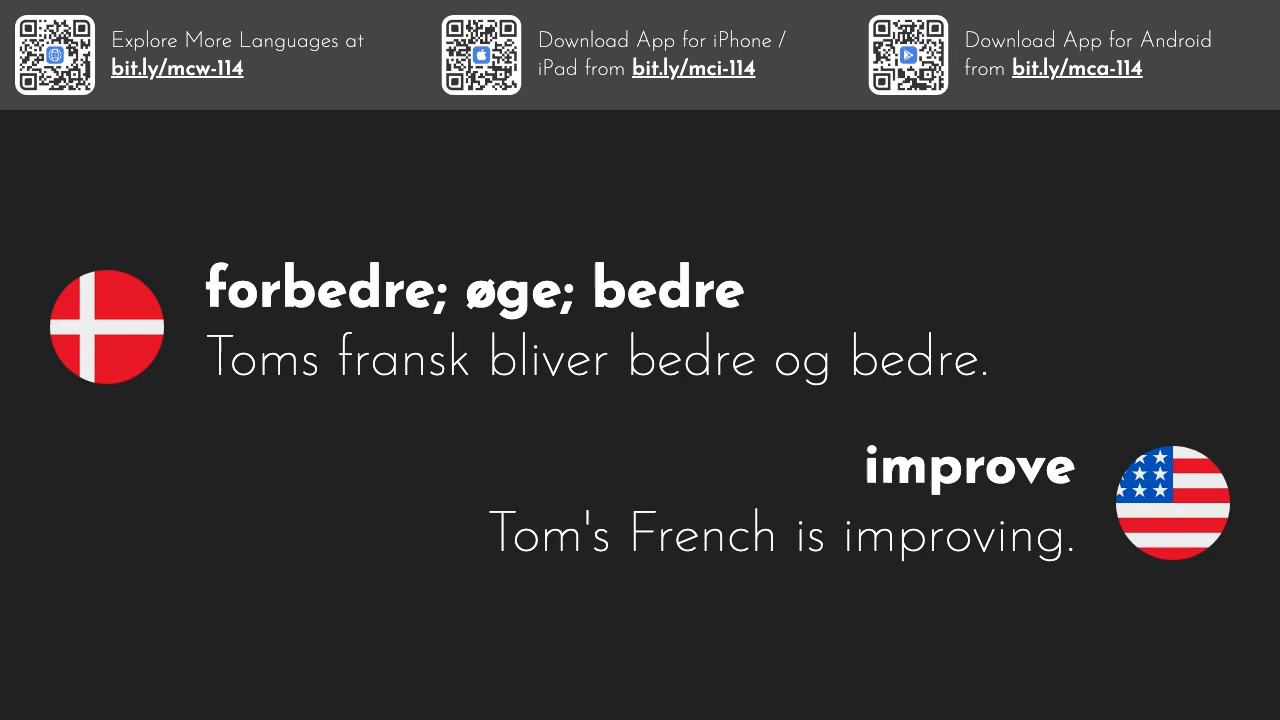 Explore More Languages at
bit.ly/mcw-114
Download App for iPhone /
iPad from bit.ly/mci-114
Download App for Android
from bit.ly/mca-114
forbedre; øge; bedre
Toms fransk bliver bedre og bedre.
improve
Tom's French is improving.